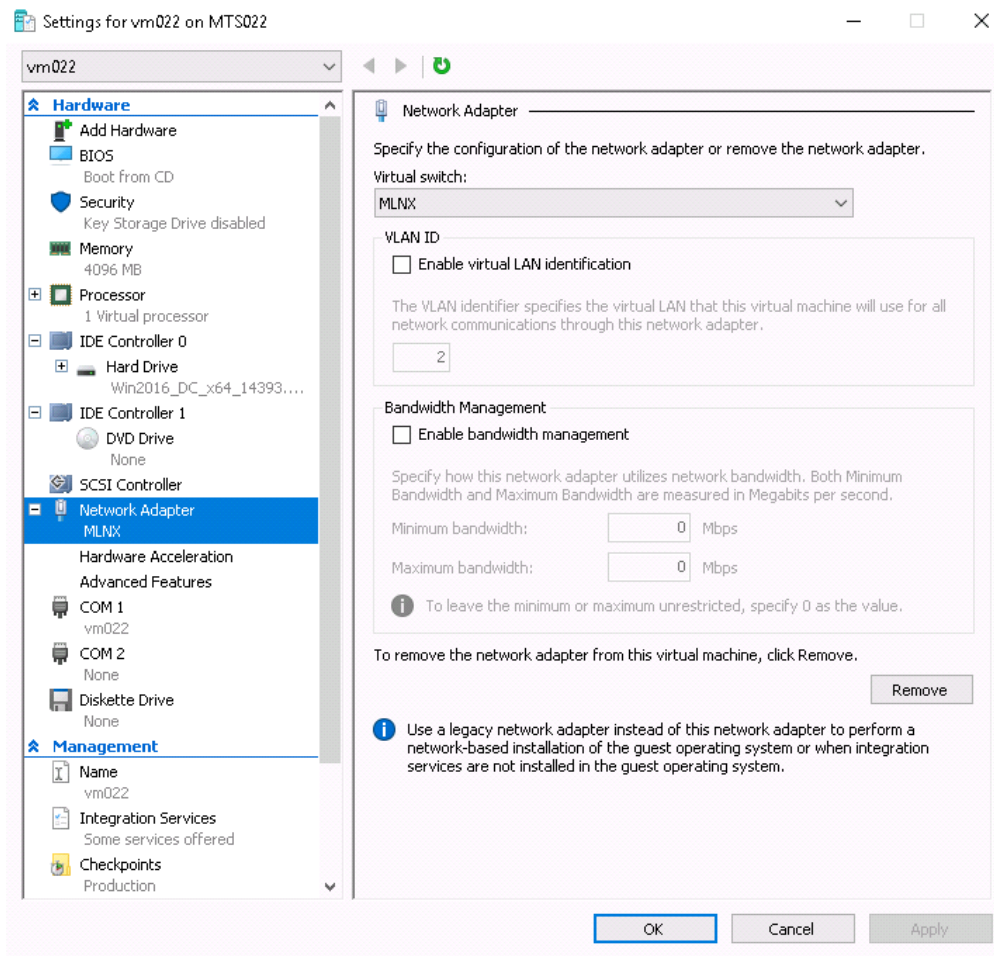 Settings for vm022 on MTS022
vm022
Hardware
Add Hardware
BIOS
Boot from CD
Security
Key Storage Drive disabled
Memory
4096 MB
Processor
1 Virtual processor
IDE Controller 0
Hard Drive
Win2016_DC_x64_14393....
IDE Controller 1
DVD Drive
None
SCSI Controller
Network Adapter
MLNX
Hardware Acceleration
Advanced Features
COM 1
vm022
COM 2
None
Diskette Drive
None
Management
Name
vm022
Integration Services
Some services offered
Checkpoints
Production
Network Adapter
Specify the configuration of the network adapter or remove the network adapter.
Virtual switch:
MLNX
VLAN ID
Enable virtual LAN identification
The VLAN identifier specifies the virtual LAN that this virtual machine will use for all
network communications through this network adapter.
2
Bandwidth Management
Enable bandwidth management
Specify how this network adapter utilizes network bandwidth. Both Minimum
Bandwidth and Maximum Bandwidth are measured in Megabits per second.
Minimum bandwidth: 0 Mbps
Maximum bandwidth: 0 Mbps
To leave the minimum or maximum unrestricted, specify 0 as the value.
To remove the network adapter from this virtual machine, click Remove.
Remove
Use a legacy network adapter instead of this network adapter to perform a
network-based installation of the guest operating system or when integration
services are not installed in the guest operating system.
OK Cancel Apply